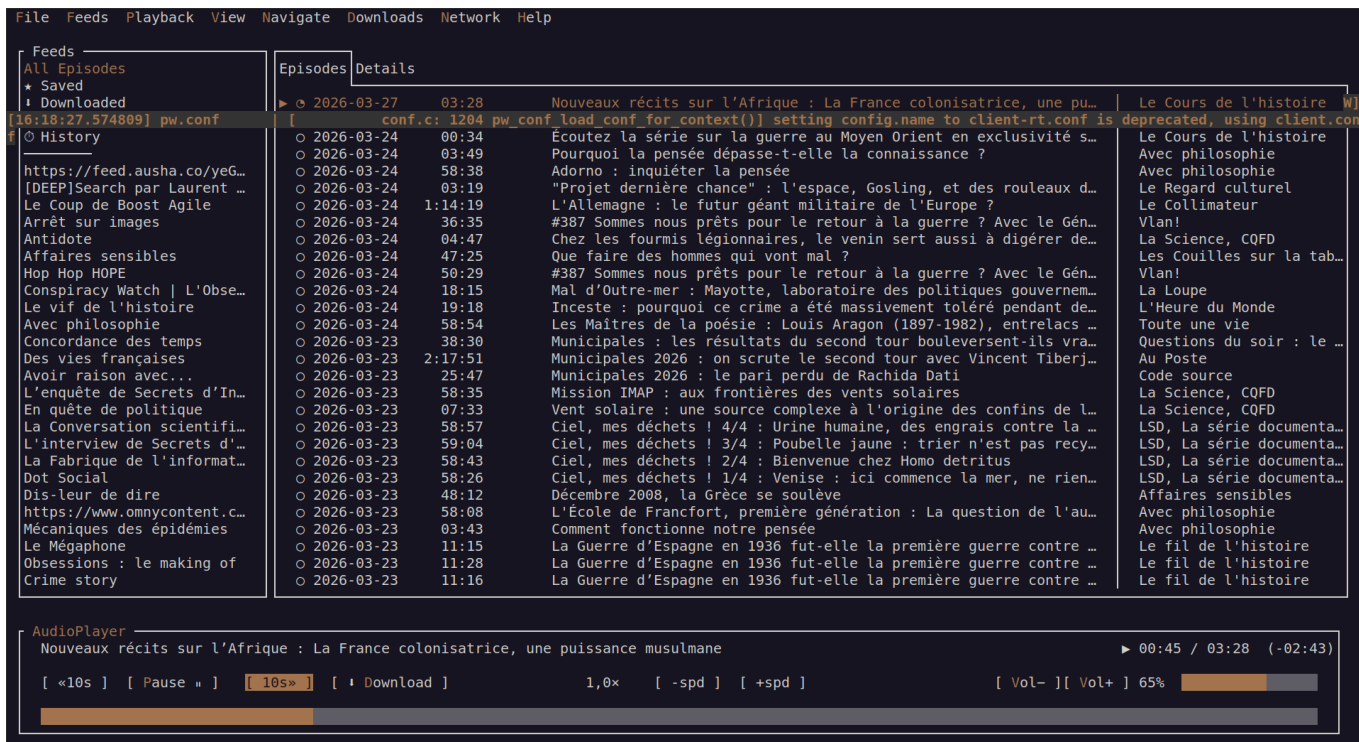 File  Feeds  Playback  View  Navigate  Downloads  Network  Help
Feeds
All Episodes
★ Saved
⬇ Downloaded
[16:18:27.574809] pw.conf | [ conf.c: 1204 pw_conf_load_conf_for_context()] setting config.name to client-rt.conf is deprecated, using client.con
f ⏱ History
https://feed.ausha.co/yeG…
[DEEP]Search par Laurent …
Le Coup de Boost Agile
Arrêt sur images
Antidote
Affaires sensibles
Hop Hop HOPE
Conspiracy Watch | L'Obse…
Le vif de l'histoire
Avec philosophie
Concordance des temps
Des vies françaises
Avoir raison avec...
L’enquête de Secrets d’In…
En quête de politique
La Conversation scientifi…
L'interview de Secrets d'…
La Fabrique de l'informat…
Dot Social
Dis-leur de dire
https://www.omnycontent.c…
Mécaniques des épidémies
Le Mégaphone
Obsessions : le making of
Crime story
Episodes Details
▶ ◔ 2026-03-27 03:28 Nouveaux récits sur l’Afrique : La France colonisatrice, une pu… Le Cours de l'histoire W]
○ 2026-03-24 00:34 Écoutez la série sur la guerre au Moyen Orient en exclusivité s… Le Cours de l'histoire
○ 2026-03-24 03:49 Pourquoi la pensée dépasse-t-elle la connaissance ? Avec philosophie
○ 2026-03-24 58:38 Adorno : inquiéter la pensée Avec philosophie
○ 2026-03-24 03:19 "Projet dernière chance" : l'espace, Gosling, et des rouleaux d… Le Regard culturel
○ 2026-03-24 1:14:19 L'Allemagne : le futur géant militaire de l'Europe ? Le Collimateur
○ 2026-03-24 36:35 #387 Sommes nous prêts pour le retour à la guerre ? Avec le Gén… Vlan!
○ 2026-03-24 04:47 Chez les fourmis légionnaires, le venin sert aussi à digérer de… La Science, CQFD
○ 2026-03-24 47:25 Que faire des hommes qui vont mal ? Les Couilles sur la tab…
○ 2026-03-24 50:29 #387 Sommes nous prêts pour le retour à la guerre ? Avec le Gén… Vlan!
○ 2026-03-24 18:15 Mal d’Outre-mer : Mayotte, laboratoire des politiques gouvernem… La Loupe
○ 2026-03-24 19:18 Inceste : pourquoi ce crime a été massivement toléré pendant de… L'Heure du Monde
○ 2026-03-24 58:54 Les Maîtres de la poésie : Louis Aragon (1897-1982), entrelacs … Toute une vie
○ 2026-03-23 38:30 Municipales : les résultats du second tour bouleversent-ils vra… Questions du soir : le …
○ 2026-03-23 2:17:51 Municipales 2026 : on scrute le second tour avec Vincent Tiberj… Au Poste
○ 2026-03-23 25:47 Municipales 2026 : le pari perdu de Rachida Dati Code source
○ 2026-03-23 58:35 Mission IMAP : aux frontières des vents solaires La Science, CQFD
○ 2026-03-23 07:33 Vent solaire : une source complexe à l'origine des confins de l… La Science, CQFD
○ 2026-03-23 58:57 Ciel, mes déchets ! 4/4 : Urine humaine, des engrais contre la … LSD, La série documenta…
○ 2026-03-23 59:04 Ciel, mes déchets ! 3/4 : Poubelle jaune : trier n'est pas recy… LSD, La série documenta…
○ 2026-03-23 58:43 Ciel, mes déchets ! 2/4 : Bienvenue chez Homo detritus LSD, La série documenta…
○ 2026-03-23 58:26 Ciel, mes déchets ! 1/4 : Venise : ici commence la mer, ne rien… LSD, La série documenta…
○ 2026-03-23 48:12 Décembre 2008, la Grèce se soulève Affaires sensibles
○ 2026-03-23 58:08 L'École de Francfort, première génération : La question de l'au… Avec philosophie
○ 2026-03-23 03:43 Comment fonctionne notre pensée Avec philosophie
○ 2026-03-23 11:15 La Guerre d’Espagne en 1936 fut-elle la première guerre contre … Le fil de l'histoire
○ 2026-03-23 11:28 La Guerre d’Espagne en 1936 fut-elle la première guerre contre … Le fil de l'histoire
○ 2026-03-23 11:16 La Guerre d’Espagne en 1936 fut-elle la première guerre contre … Le fil de l'histoire
AudioPlayer
Nouveaux récits sur l’Afrique : La France colonisatrice, une puissance musulmane ▶ 00:45 / 03:28 (-02:43)
[ «10s ] [ Pause ⏸ ] [ 10s» ] [ ⬇ Download ] 1,0× [ -spd ] [ +spd ] [ Vol− ][ Vol+ ] 65%